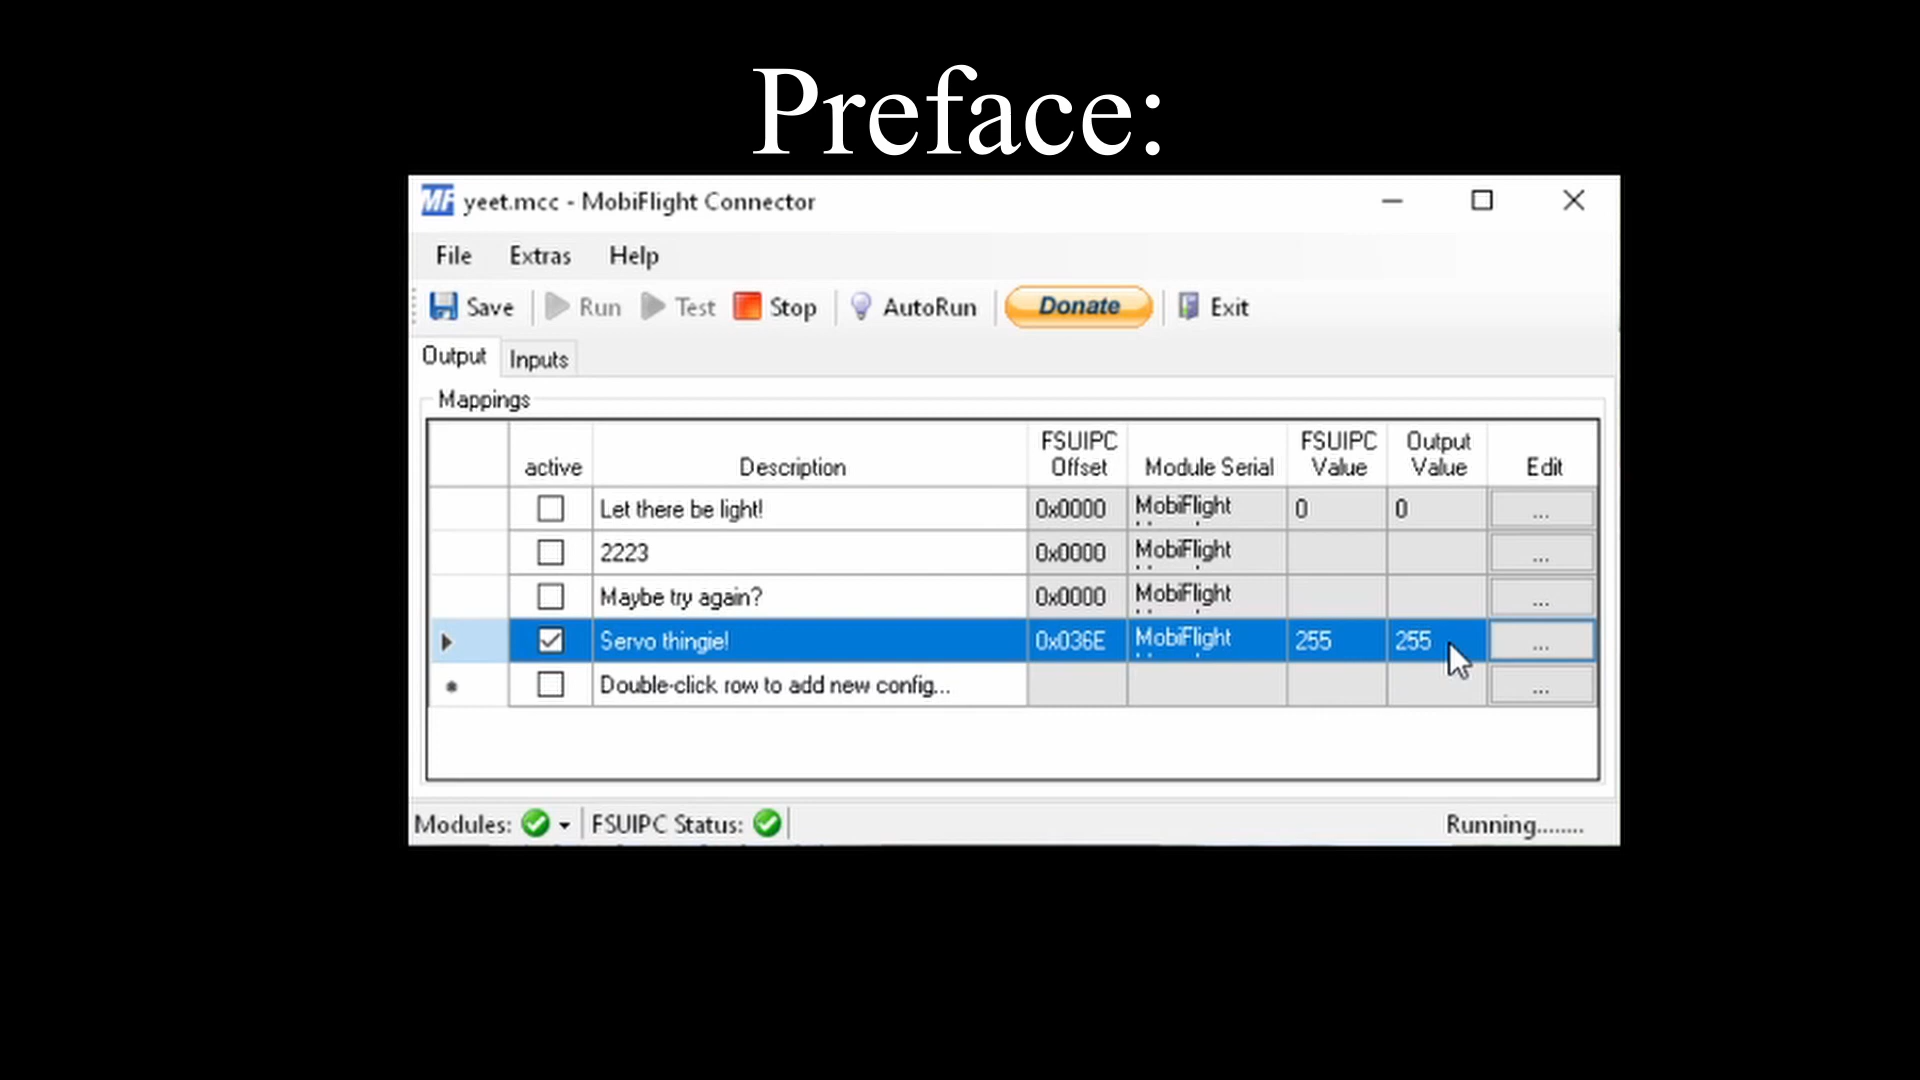 Preface:
MF yeet.mcc - MobiFlight Connector
File Extras Help
Save Run Test Stop AutoRun Donate Exit
Output Inputs
Mappings
active Description FSUIPC Offset Module Serial FSUIPC Value Output Value Edit
Let there be light! 0x0000 MobiFlight 0 0 ...
2223 0x0000 MobiFlight ...
Maybe try again? 0x0000 MobiFlight ...
Servo thingie! 0x036E MobiFlight 255 255 ...
Double-click row to add new config... ...
Modules: FSUIPC Status: Running........